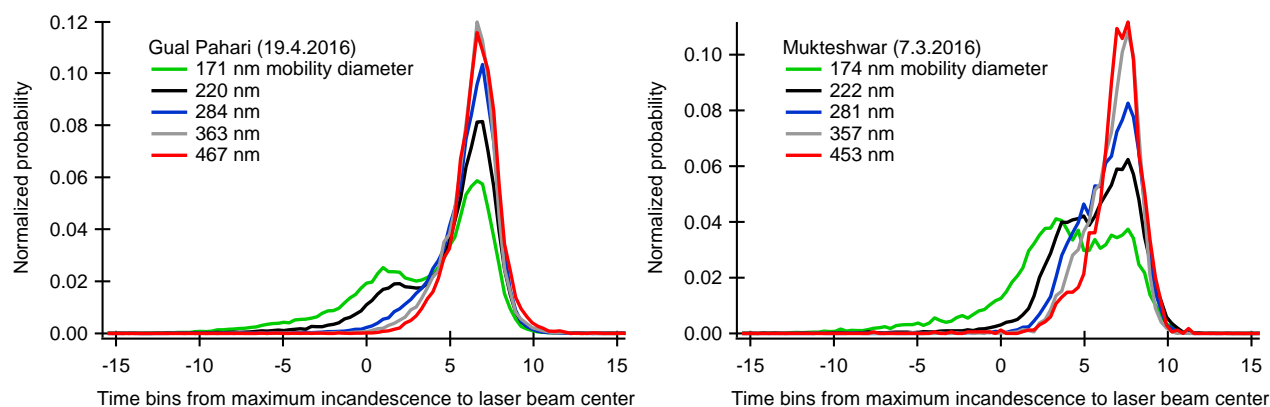 Gual Pahari (19.4.2016)
171 nm mobility diameter
220 nm
284 nm
363 nm
467 nm
Normalized probability
0.12
0.10
0.08
0.06
0.04
0.02
0.00
-15
-10
-5
0
5
10
15
Time bins from maximum incandescence to laser beam center
Mukteshwar (7.3.2016)
174 nm mobility diameter
222 nm
281 nm
357 nm
453 nm
Normalized probability
0.10
0.08
0.06
0.04
0.02
0.00
-15
-10
-5
0
5
10
15
Time bins from maximum incandescence to laser beam center